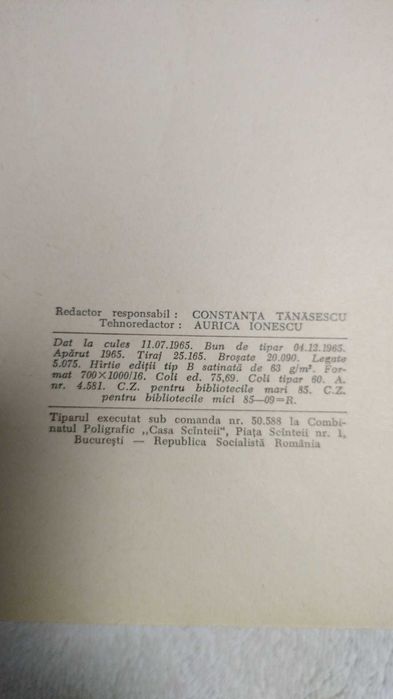 Redactor responsabil : CONSTANȚA TĂNĂSESCU
Tehnoredactor : AURICA IONESCU
Dat la cules 11.07.1965. Bun de tipar 04.12.1965.
Apărut 1965. Tiraj 25.165. Broșate 20.090. Legate
5.075. Hîrtie ediții tip B satinată de 63 g/m². For-
mat 700×1000/16. Coli ed. 75,69. Coli tipar 60. A.
nr. 4.581. C.Z. pentru bibliotecile mari 85. C.Z.
pentru bibliotecile mici 85—09=R.
Tiparul executat sub comanda nr. 50.588 la Combi-
natul Poligrafic „Casa Scînteii“, Piața Scînteii nr. 1,
București — Republica Socialistă România